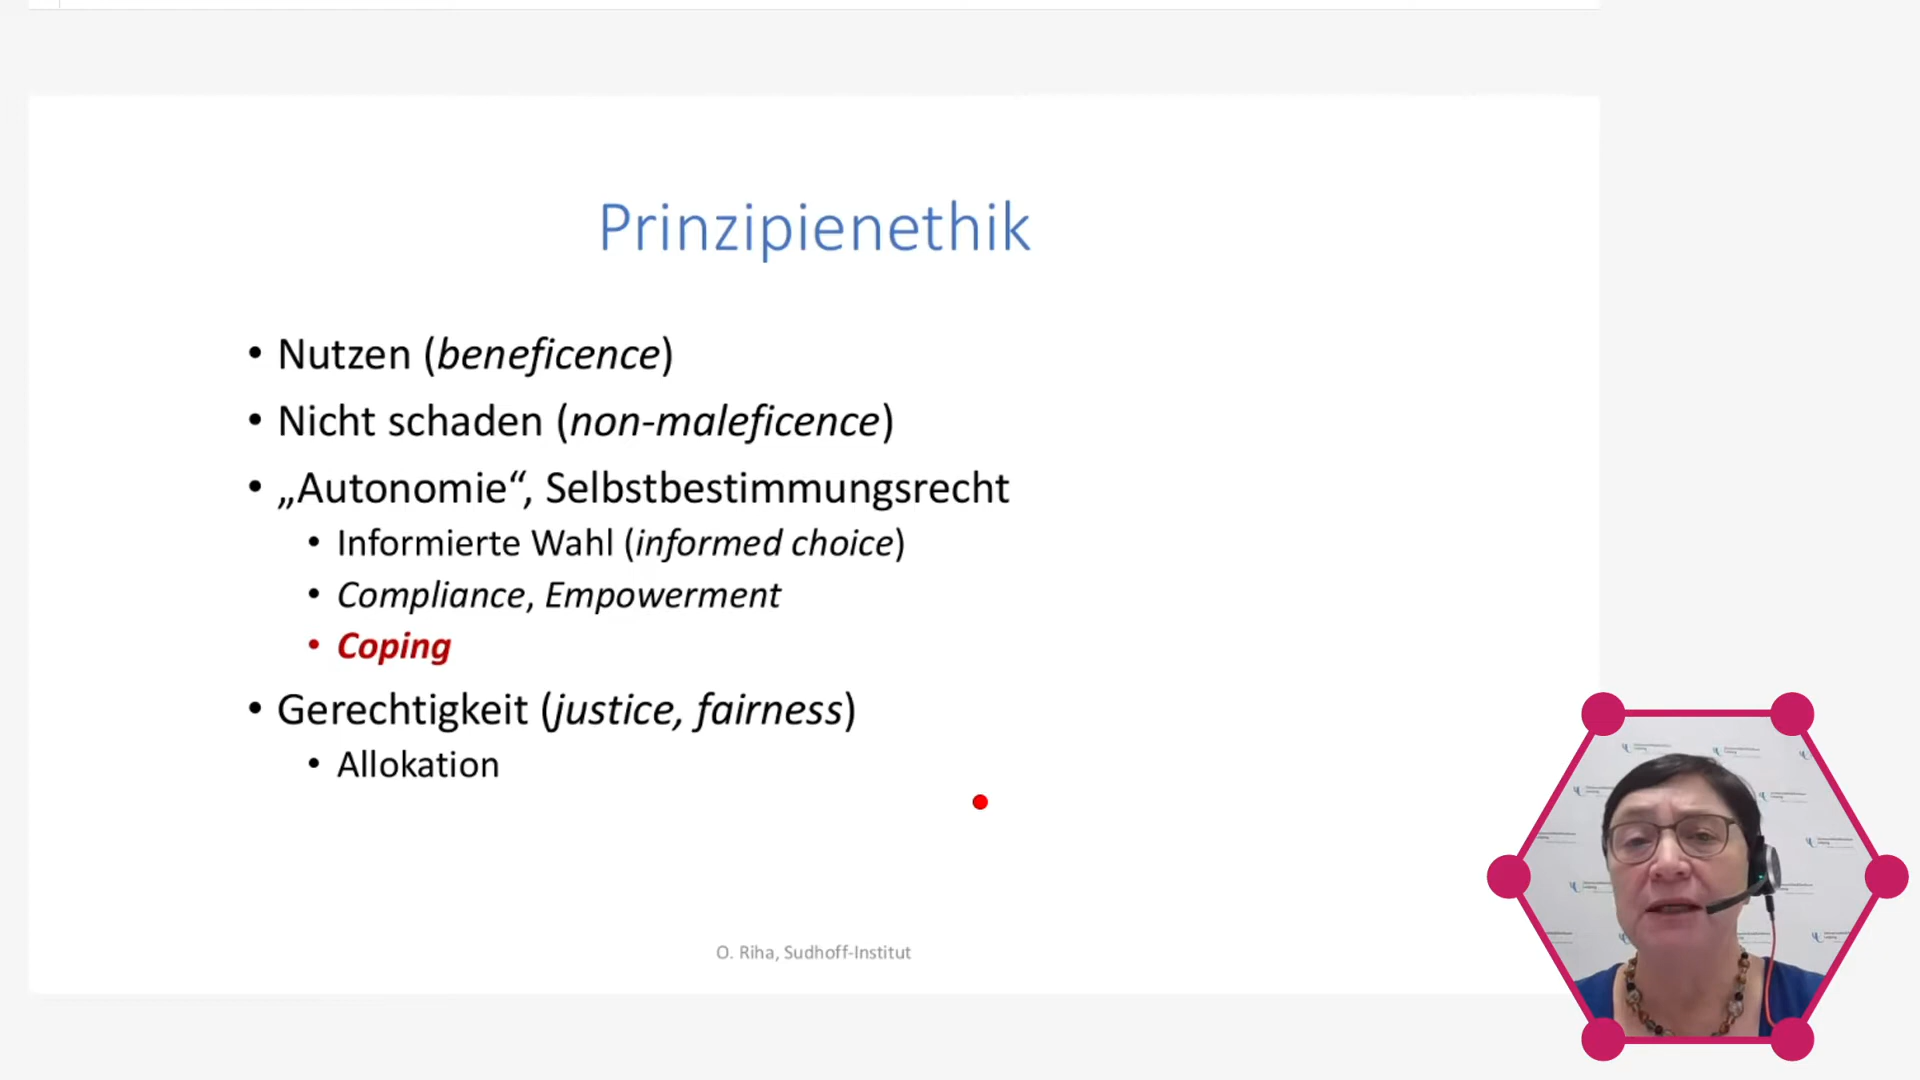 Prinzipienethik
• Nutzen (beneficence)
• Nicht schaden (non-maleficence)
• „Autonomie“, Selbstbestimmungsrecht
• Informierte Wahl (informed choice)
• Compliance, Empowerment
• Coping
• Gerechtigkeit (justice, fairness)
• Allokation
O. Riha, Sudhoff-Institut